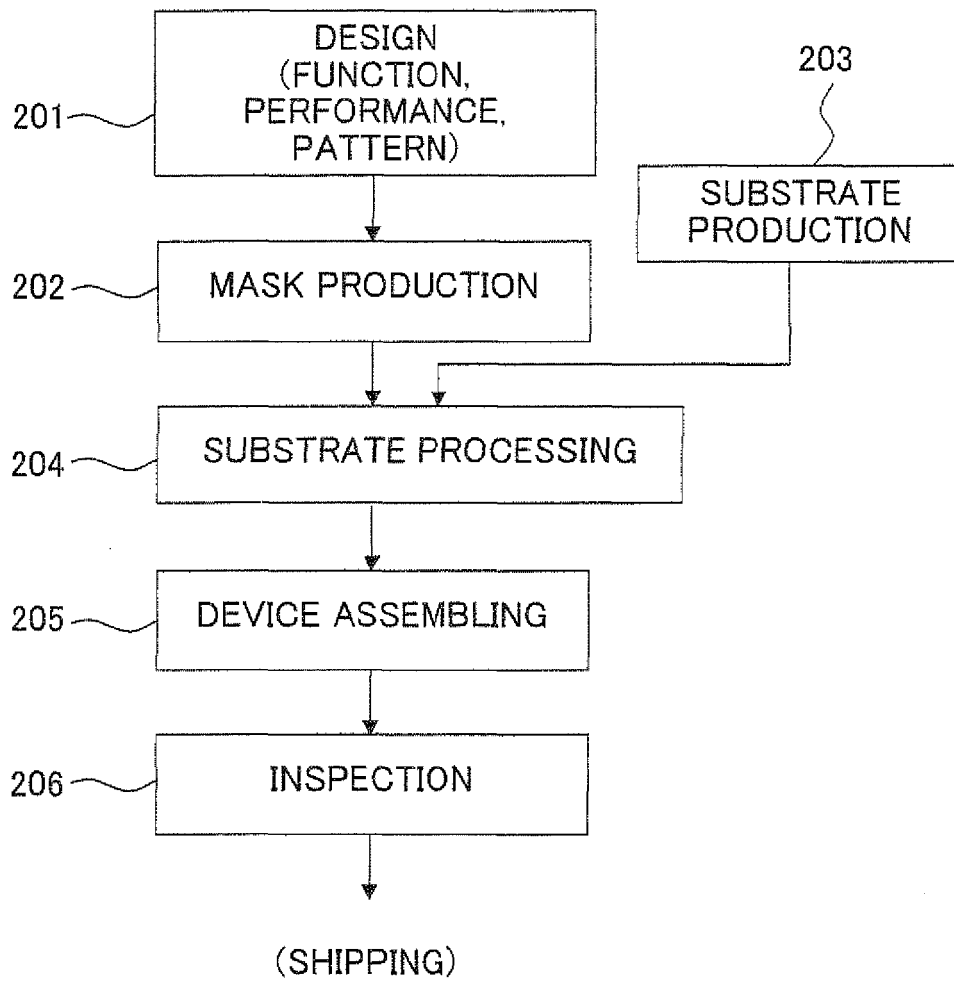 DESIGN
(FUNCTION,
PERFORMANCE,
PATTERN)
201
203
SUBSTRATE
PRODUCTION
202
MASK PRODUCTION
204
SUBSTRATE PROCESSING
205
DEVICE ASSEMBLING
206
INSPECTION
(SHIPPING)